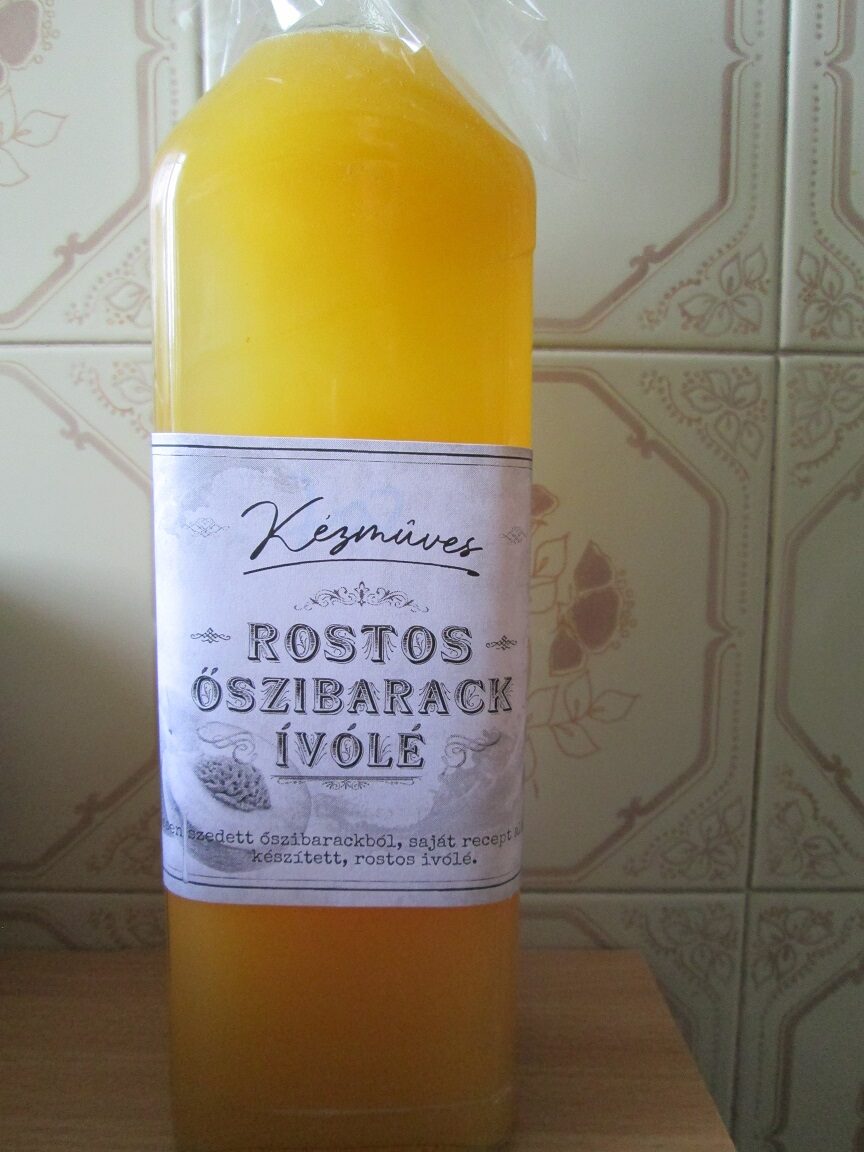 Kézműves
ROSTOS
ŐSZIBARACK
ÍVÓLÉ
szedett őszibarackból, saját recept
készített, rostos ivólé.